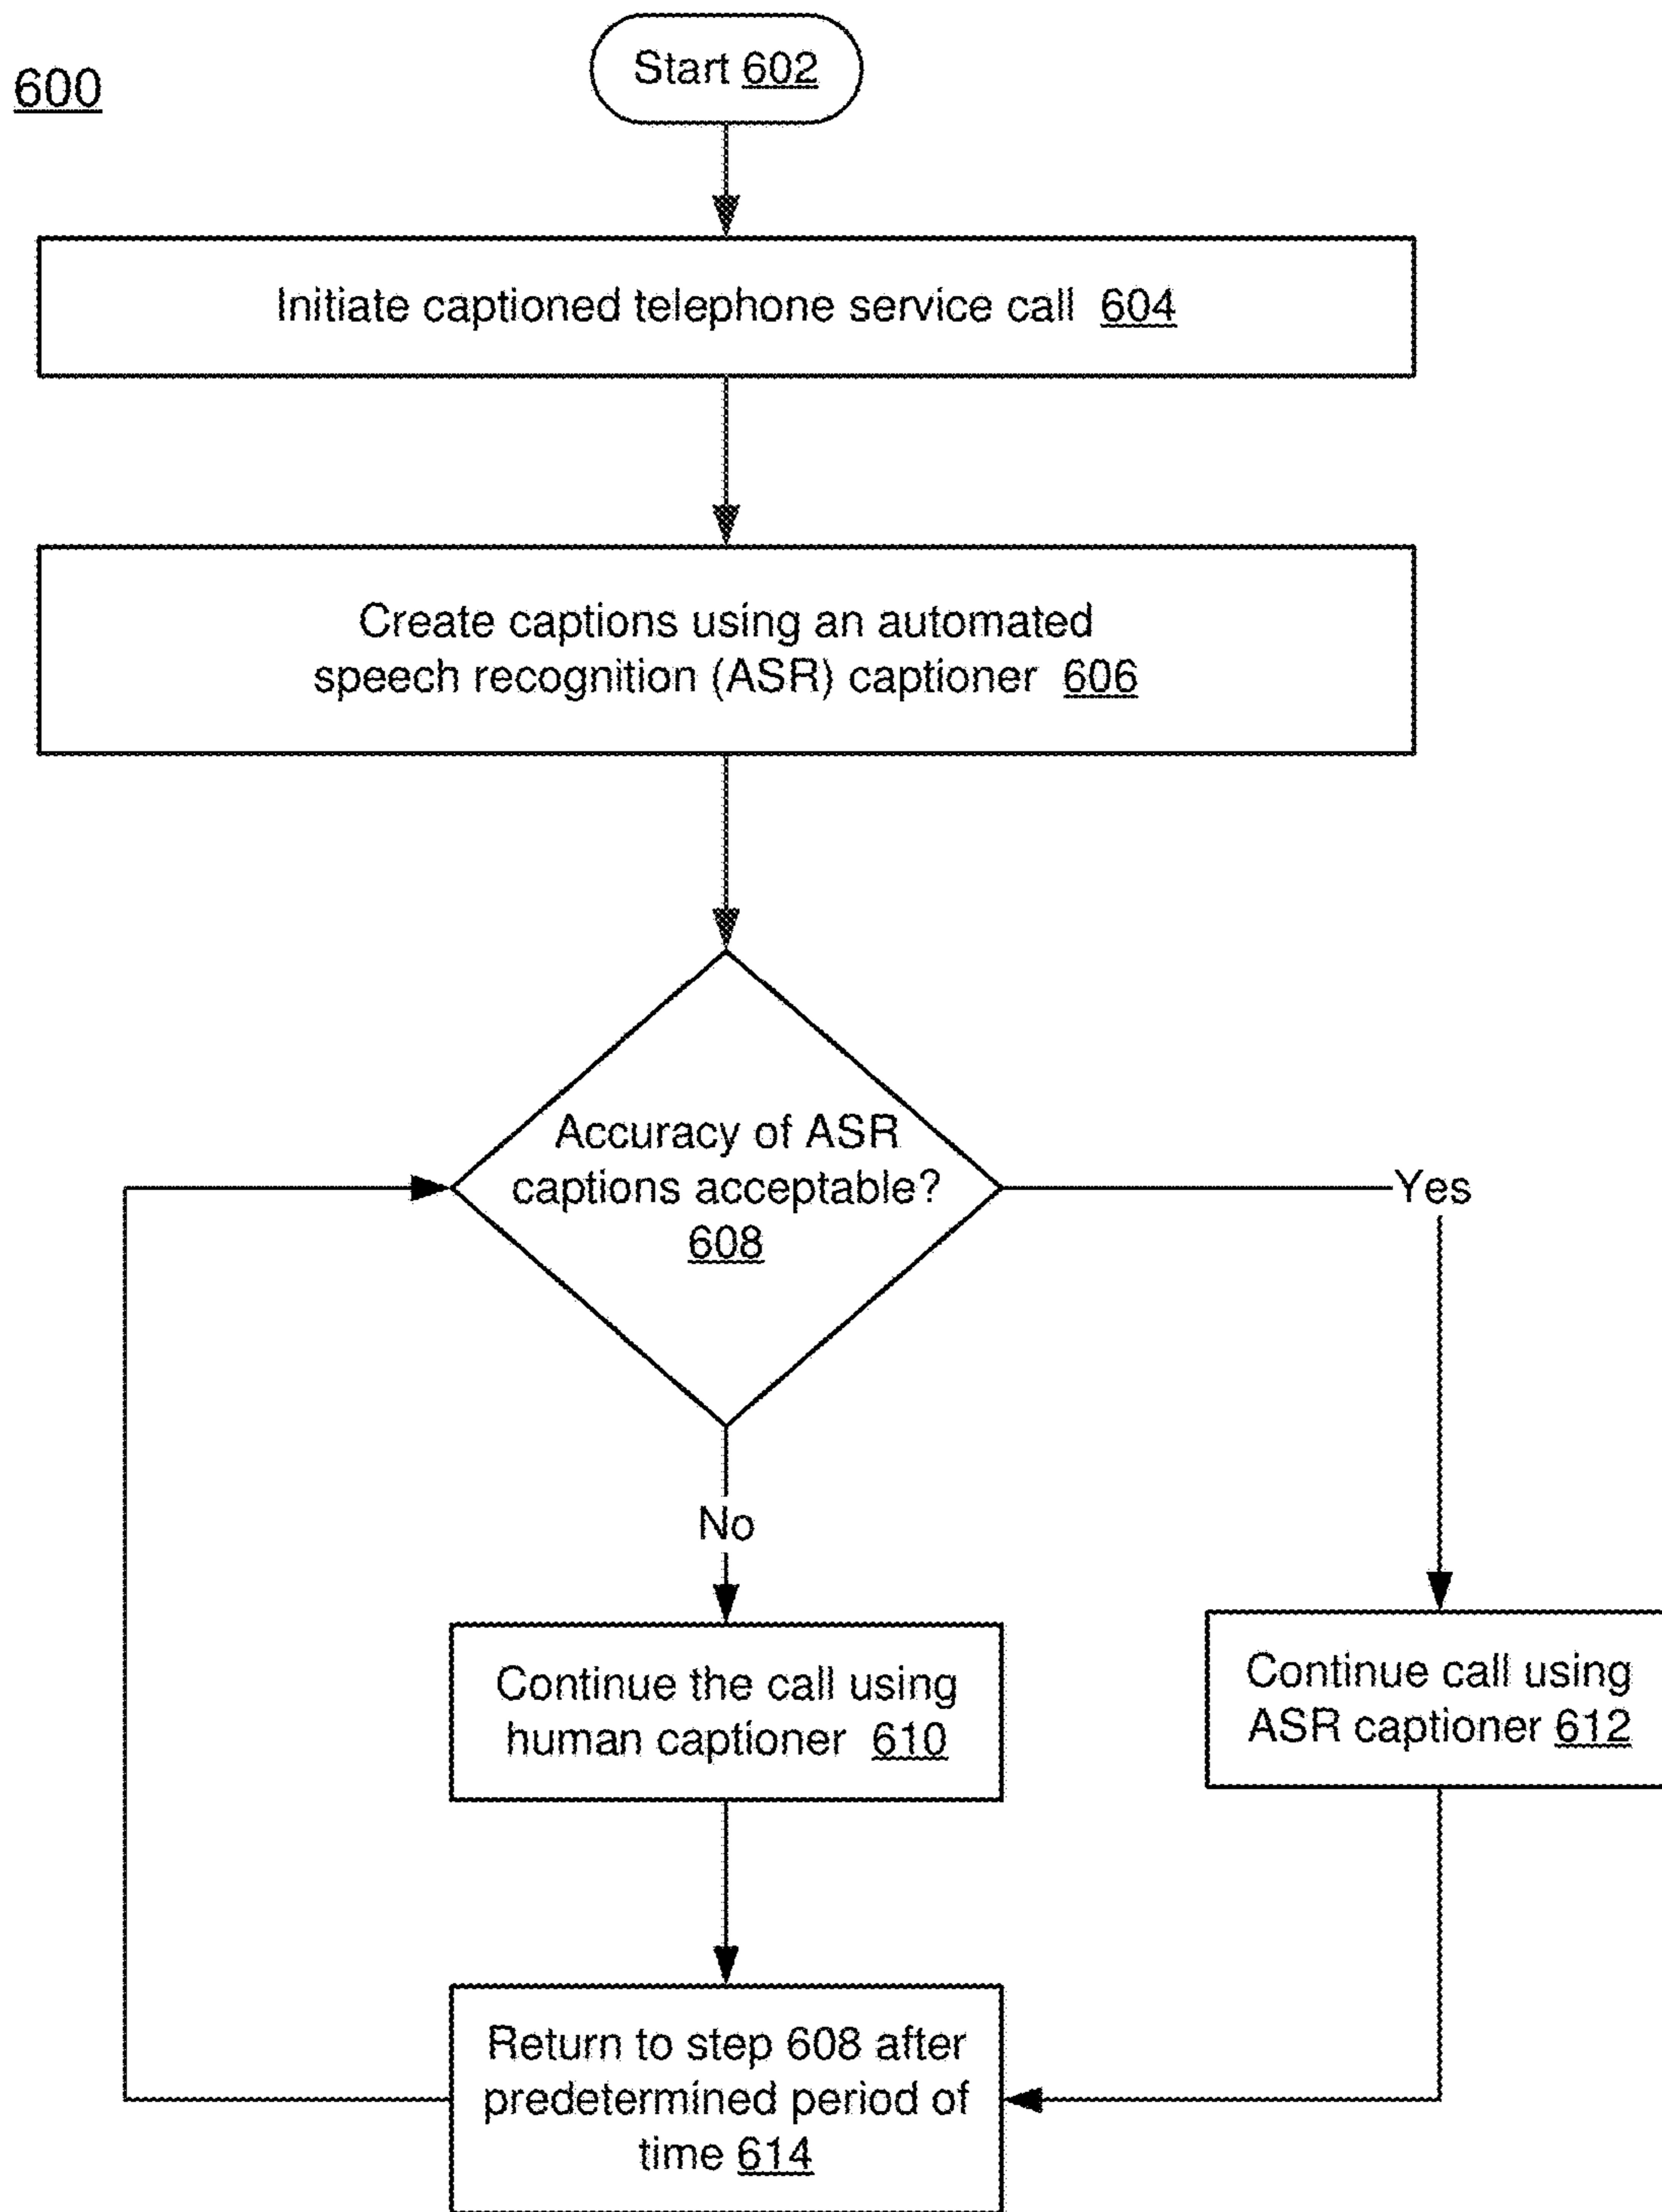 600
Start 602
Initiate captioned telephone service call 604
Create captions using an automated
speech recognition (ASR) captioner 606
Accuracy of ASR
captions acceptable?
608
Yes
No
Continue the call using
human captioner 610
Continue call using
ASR captioner 612
Return to step 608 after
predetermined period of
time 614